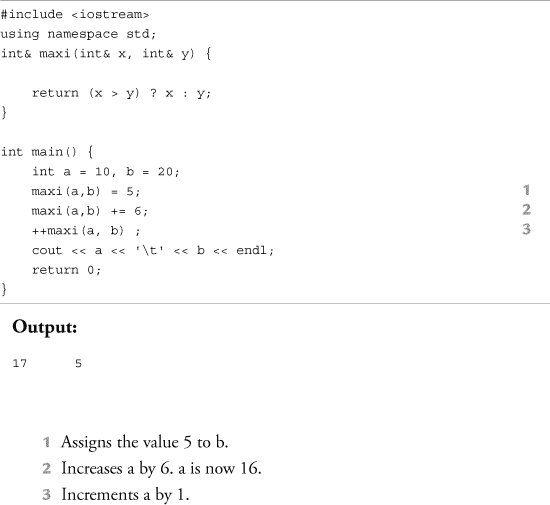 #include <iostream>
using namespace std;
int& maxi(int& x, int& y) {
return (x > y) ? x : y;
}
int main() {
int a = 10, b = 20;
maxi(a,b) = 5; 1
maxi(a,b) += 6; 2
++maxi(a, b) ; 3
cout << a << '\t' << b << endl;
return 0;
}
Output:
17 5
1 Assigns the value 5 to b.
2 Increases a by 6. a is now 16.
3 Increments a by 1.